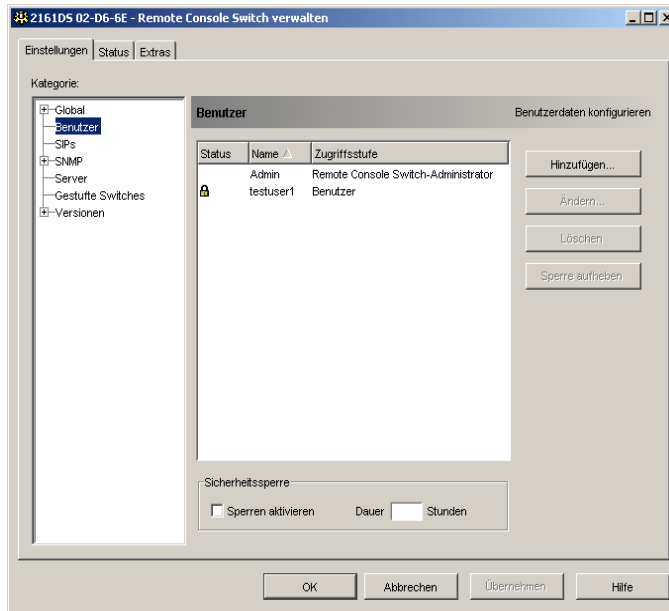 2161DS 02-D6-6E - Remote Console Switch verwalten
Einstellungen Status Extras
Kategorie:
Global
Benutzer
SIPs
SNMP
Server
Gestufte Switches
Versionen
Benutzer Benutzerdaten konfigurieren
Status Name Zugriffsstufe
Admin Remote Console Switch-Administrator
testuser1 Benutzer
Hinzufügen...
Ändern...
Löschen
Sperre aufheben
Sicherheitssperre
Sperren aktivieren Dauer Stunden
OK Abbrechen Übernehmen Hilfe